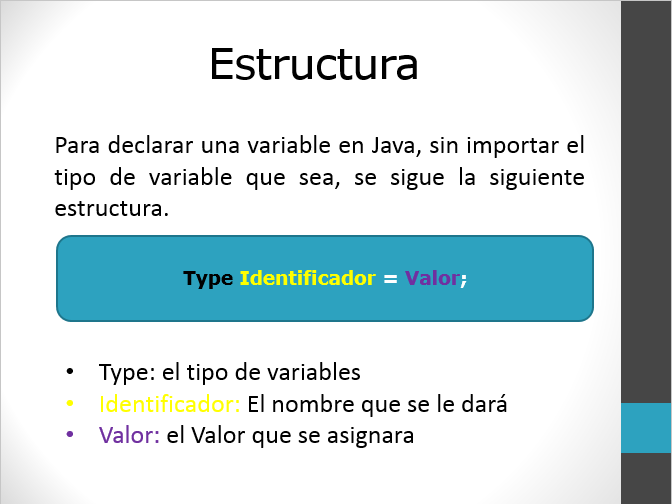 Estructura
Para declarar una variable en Java, sin importar el
tipo de variable que sea, se sigue la siguiente
estructura.
Type Identificador = Valor;
• Type: el tipo de variables
• Identificador: El nombre que se le dará
• Valor: el Valor que se asignara